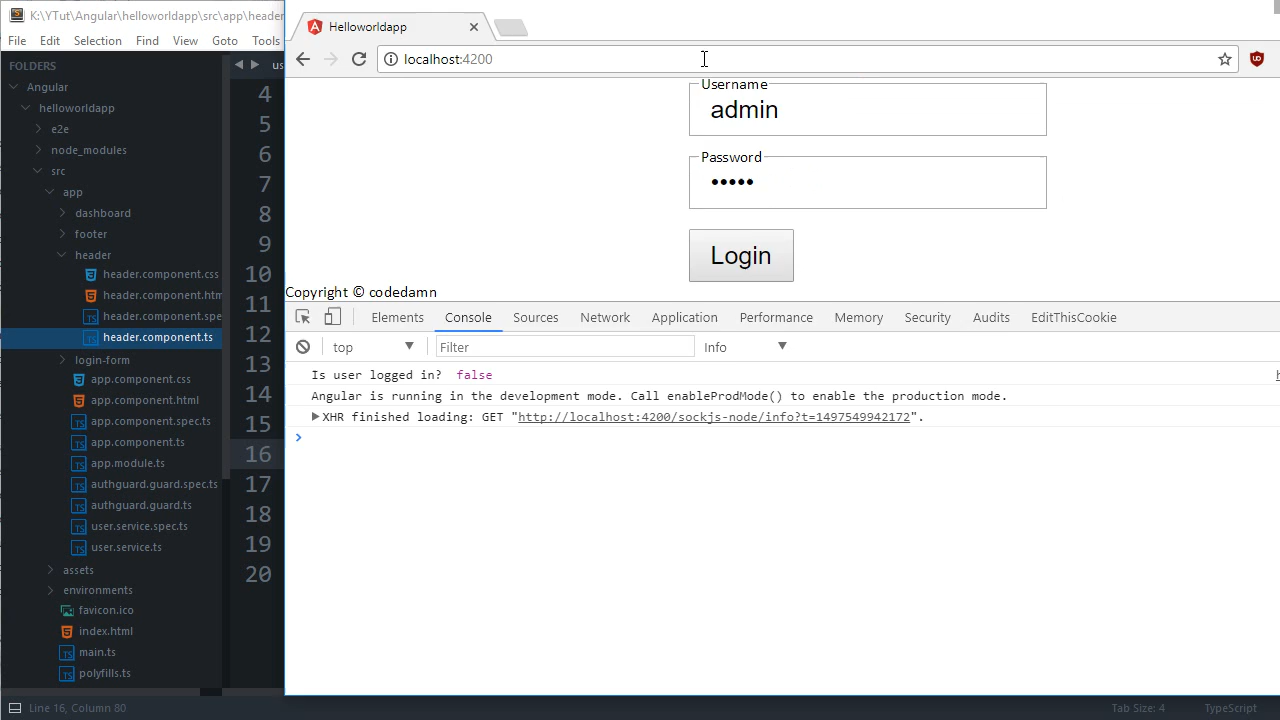 K:\YTut\Angular\helloworldapp\src\app\header
File Edit Selection Find View Goto Tools
FOLDERS
Angular
helloworldapp
e2e
node_modules
src
app
dashboard
footer
header
header.component.css
header.component.htm
header.component.spe
header.component.ts
login-form
app.component.css
app.component.html
app.component.spec.ts
app.component.ts
app.module.ts
authguard.guard.spec.ts
authguard.guard.ts
user.service.spec.ts
user.service.ts
assets
environments
favicon.ico
index.html
main.ts
polyfills.ts
us
4
5
6
7
8
9
10
11
12
13
14
15
16
17
18
19
20
Helloworldapp
localhost:4200
Username
admin
Password
•••••
Login
Copyright © codedamn
Elements Console Sources Network Application Performance Memory Security Audits EditThisCookie
top Filter Info
Is user logged in? false
Angular is running in the development mode. Call enableProdMode() to enable the production mode.
XHR finished loading: GET "http://localhost:4200/sockjs-node/info?t=1497549942172".
Line 16, Column 80 Tab Size: 4 TypeScript